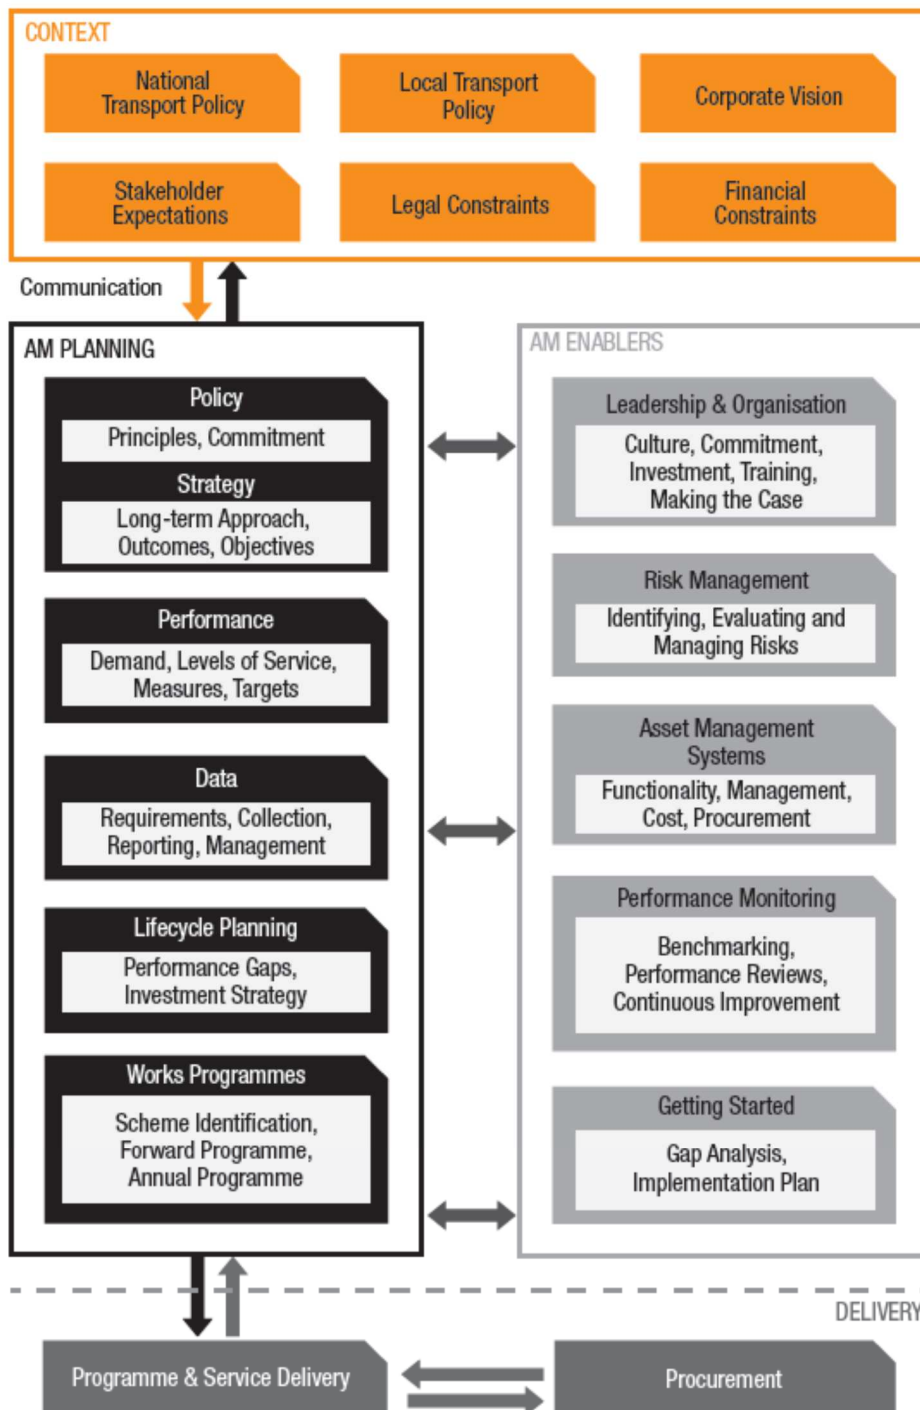 CONTEXT
National
Transport Policy
Local Transport
Policy
Corporate Vision
Stakeholder
Expectations
Legal Constraints
Financial
Constraints
Communication
AM PLANNING
Policy
Principles, Commitment
Strategy
Long-term Approach,
Outcomes, Objectives
Performance
Demand, Levels of Service,
Measures, Targets
Data
Requirements, Collection,
Reporting, Management
Lifecycle Planning
Performance Gaps,
Investment Strategy
Works Programmes
Scheme Identification,
Forward Programme,
Annual Programme
AM ENABLERS
Leadership & Organisation
Culture, Commitment,
Investment, Training,
Making the Case
Risk Management
Identifying, Evaluating and
Managing Risks
Asset Management
Systems
Functionality, Management,
Cost, Procurement
Performance Monitoring
Benchmarking,
Performance Reviews,
Continuous Improvement
Getting Started
Gap Analysis,
Implementation Plan
DELIVERY
Programme & Service Delivery
Procurement